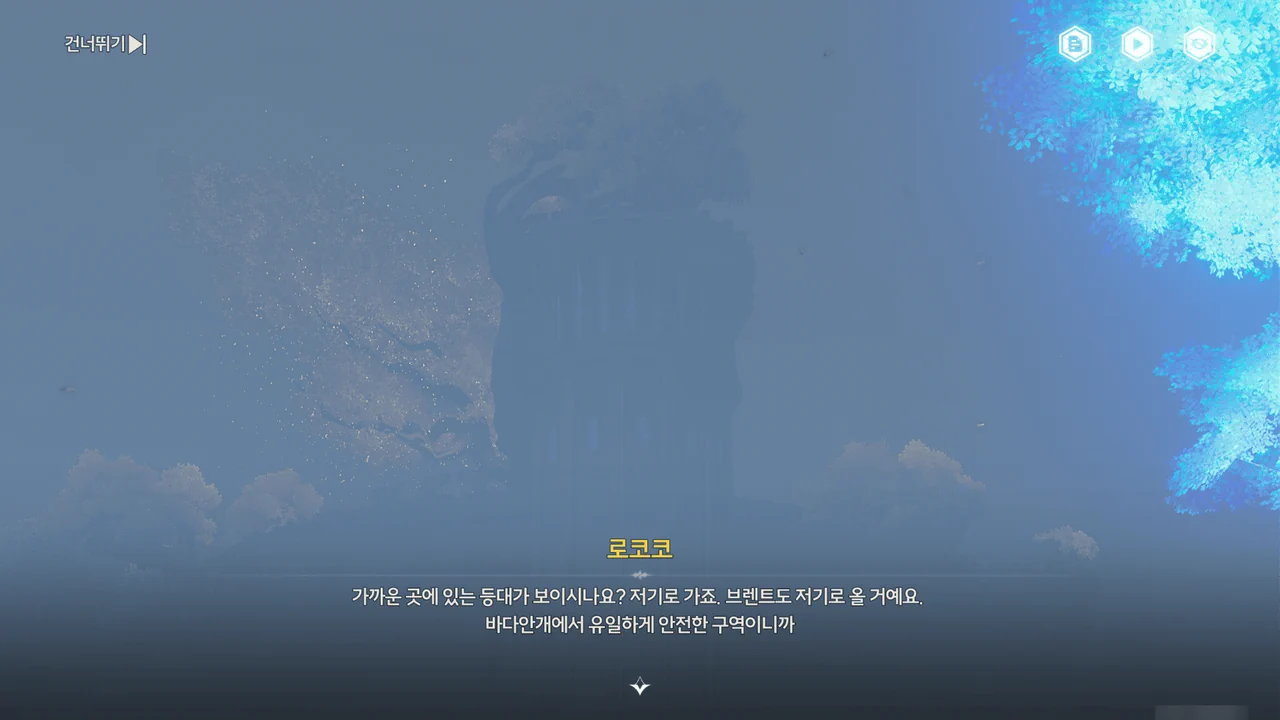 건너뛰기
로코코
가까운 곳에 있는 등대가 보이시나요? 저기로 가죠. 브렌트도 저기로 올 거예요.
바다안개에서 유일하게 안전한 구역이니까